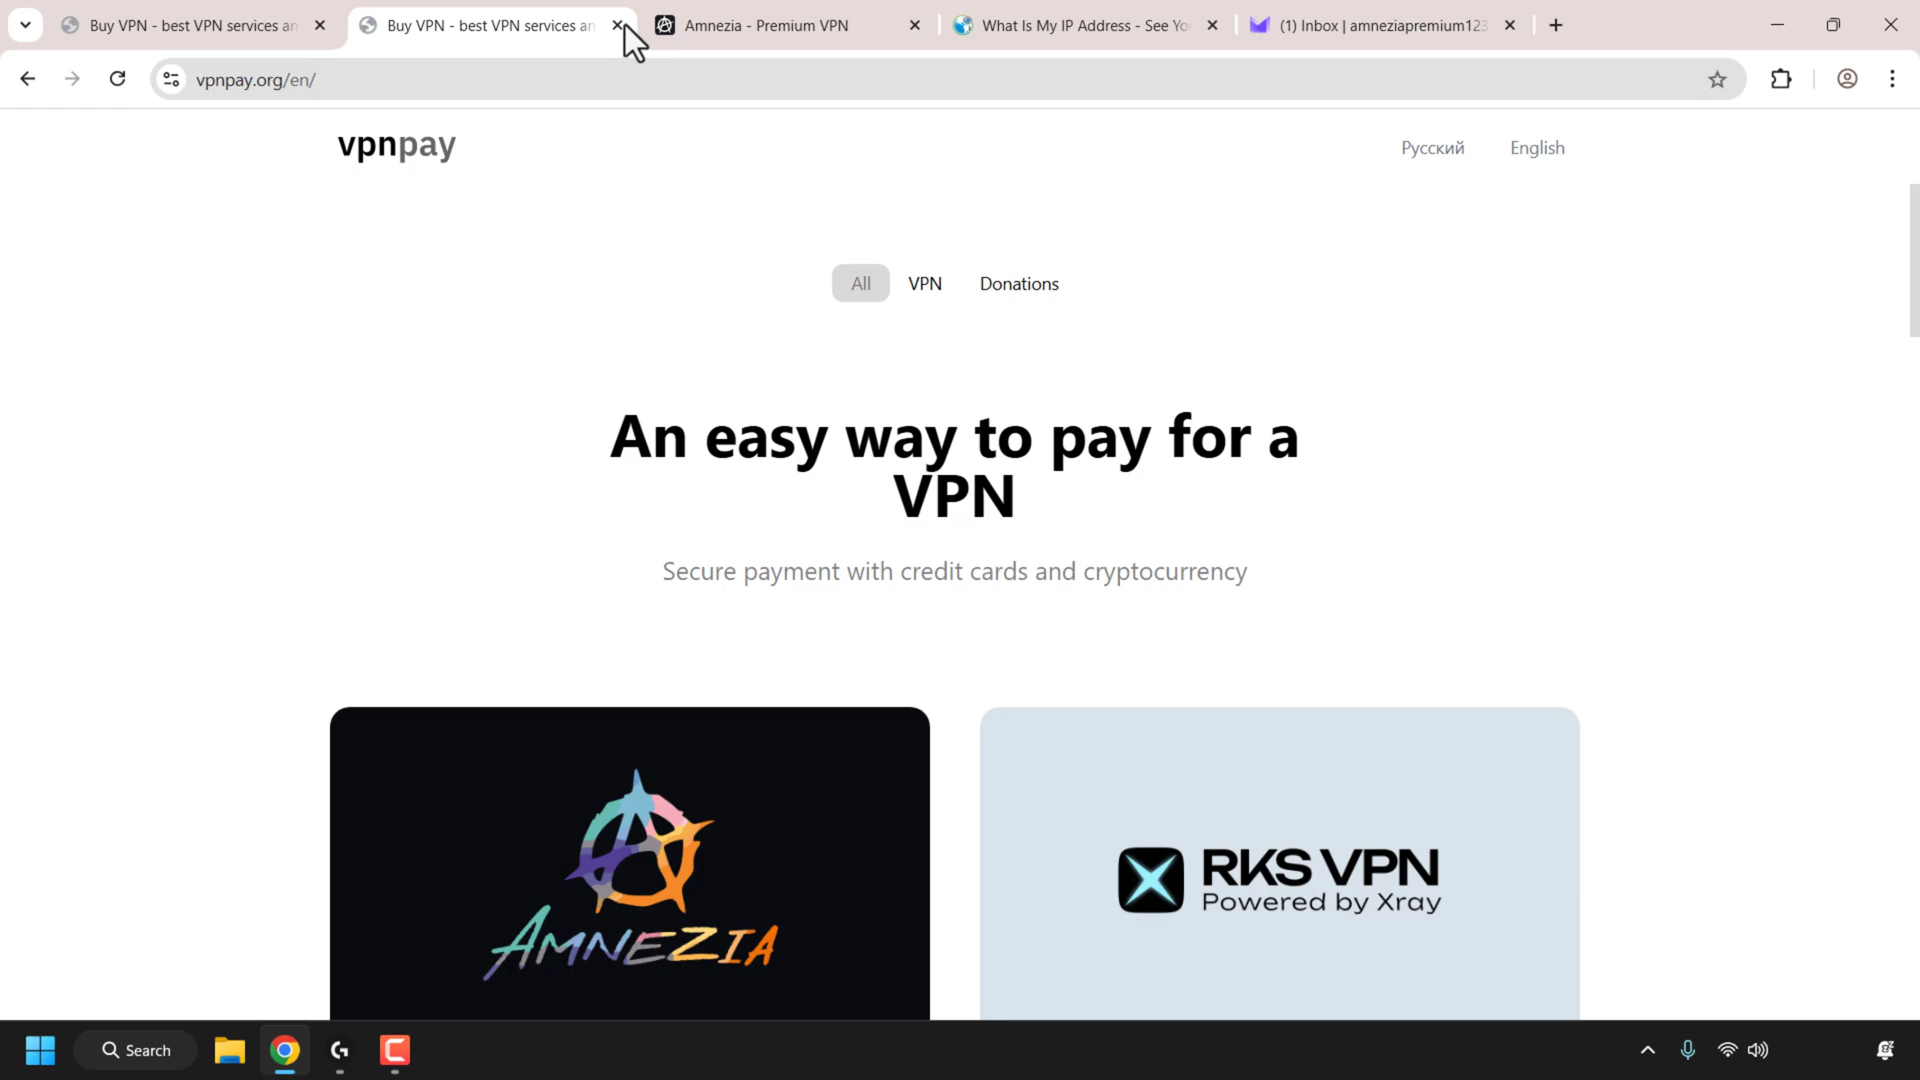 Buy VPN - best VPN services an
Buy VPN - best VPN services an
Amnezia - Premium VPN
What Is My IP Address - See Yo
(1) Inbox | amneziapremium123
vpnpay.org/en/
vpnpay
Русский
English
All
VPN
Donations
An easy way to pay for a
VPN
Secure payment with credit cards and cryptocurrency
AMNEZIA
RKS VPN
Powered by Xray
Search